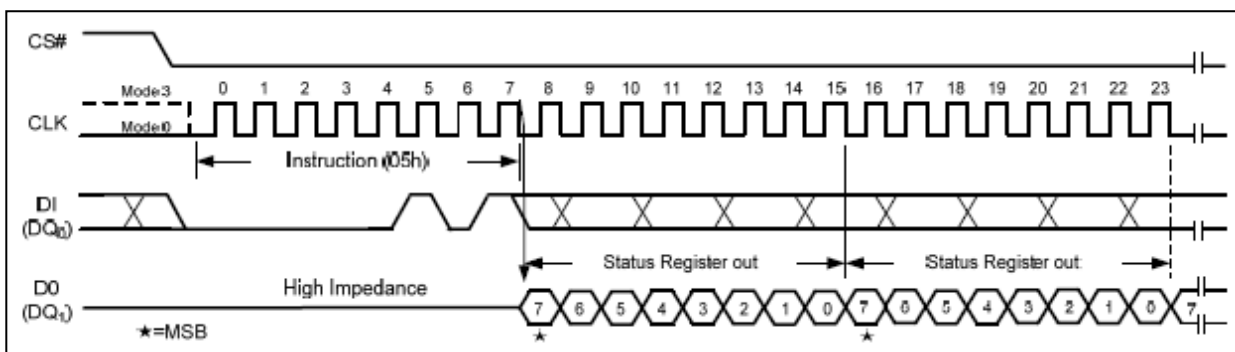 CS#
Mode3
0 1 2 3 4 5 6 7 8 9 10 11 12 13 14 15 16 17 18 19 20 21 22 23
CLK
Mode0
Instruction (05h)
DI
(DQ0)
Status Register out
Status Register out
DO
(DQ1)
High Impedance
7 6 5 4 3 2 1 0 7 6 5 4 3 2 1 0 7
★=MSB
★
★